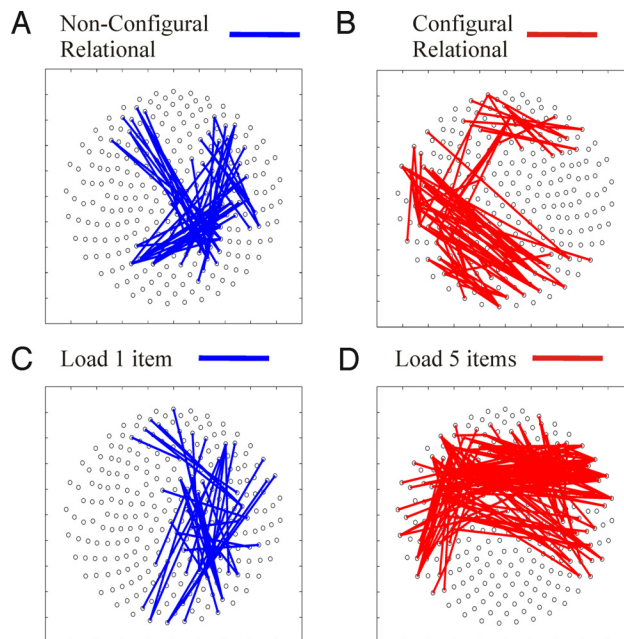 A
Non-Configural
Relational
B
Configural
Relational
C
Load 1 item
D
Load 5 items